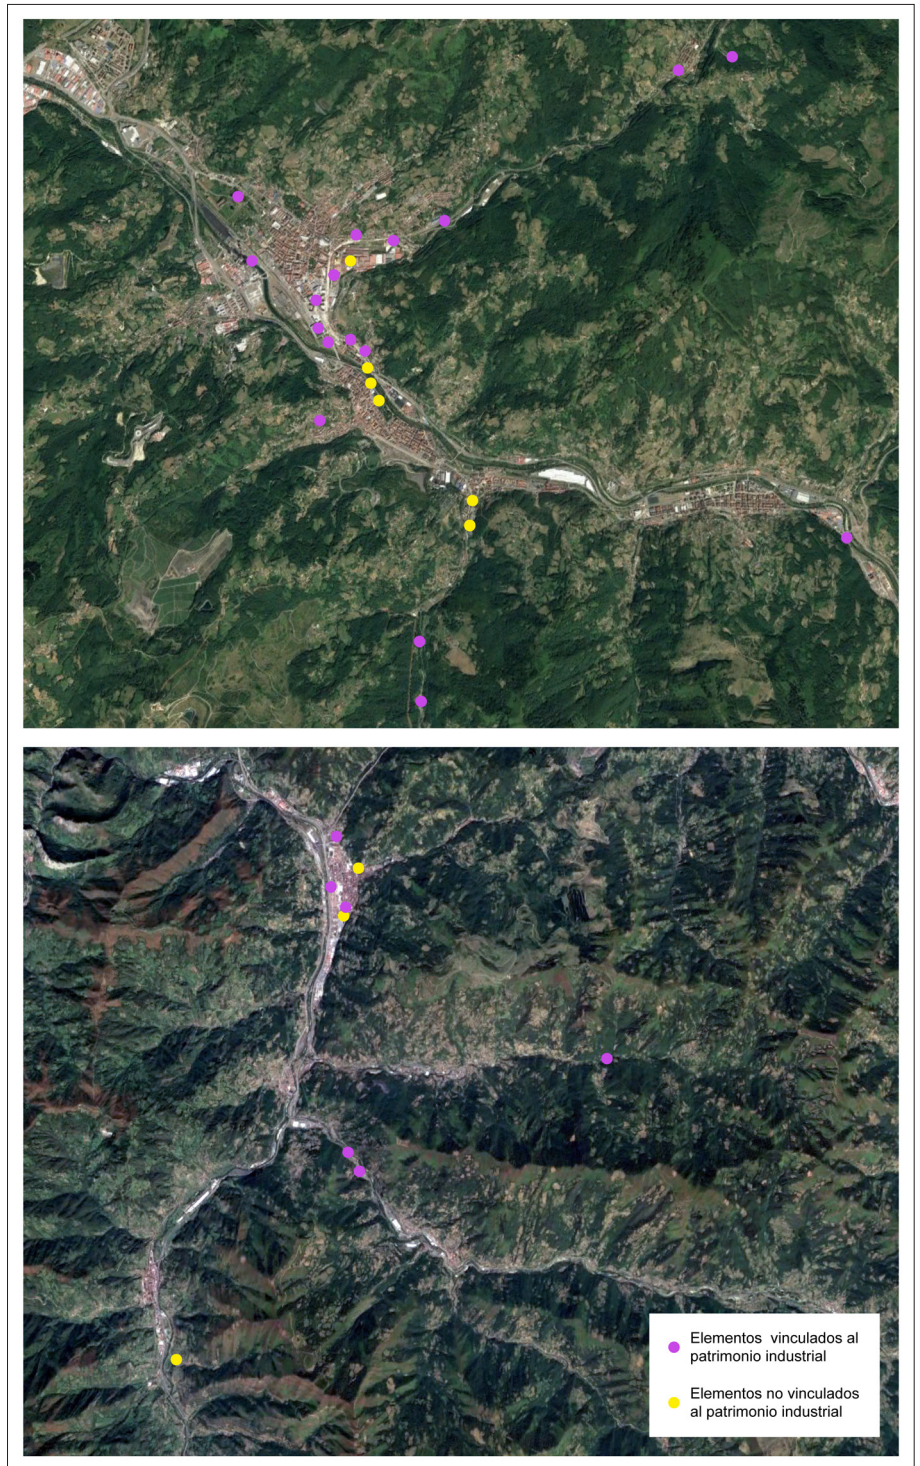 Elementos vinculados al
patrimonio industrial
Elementos no vinculados
al patrimonio industrial